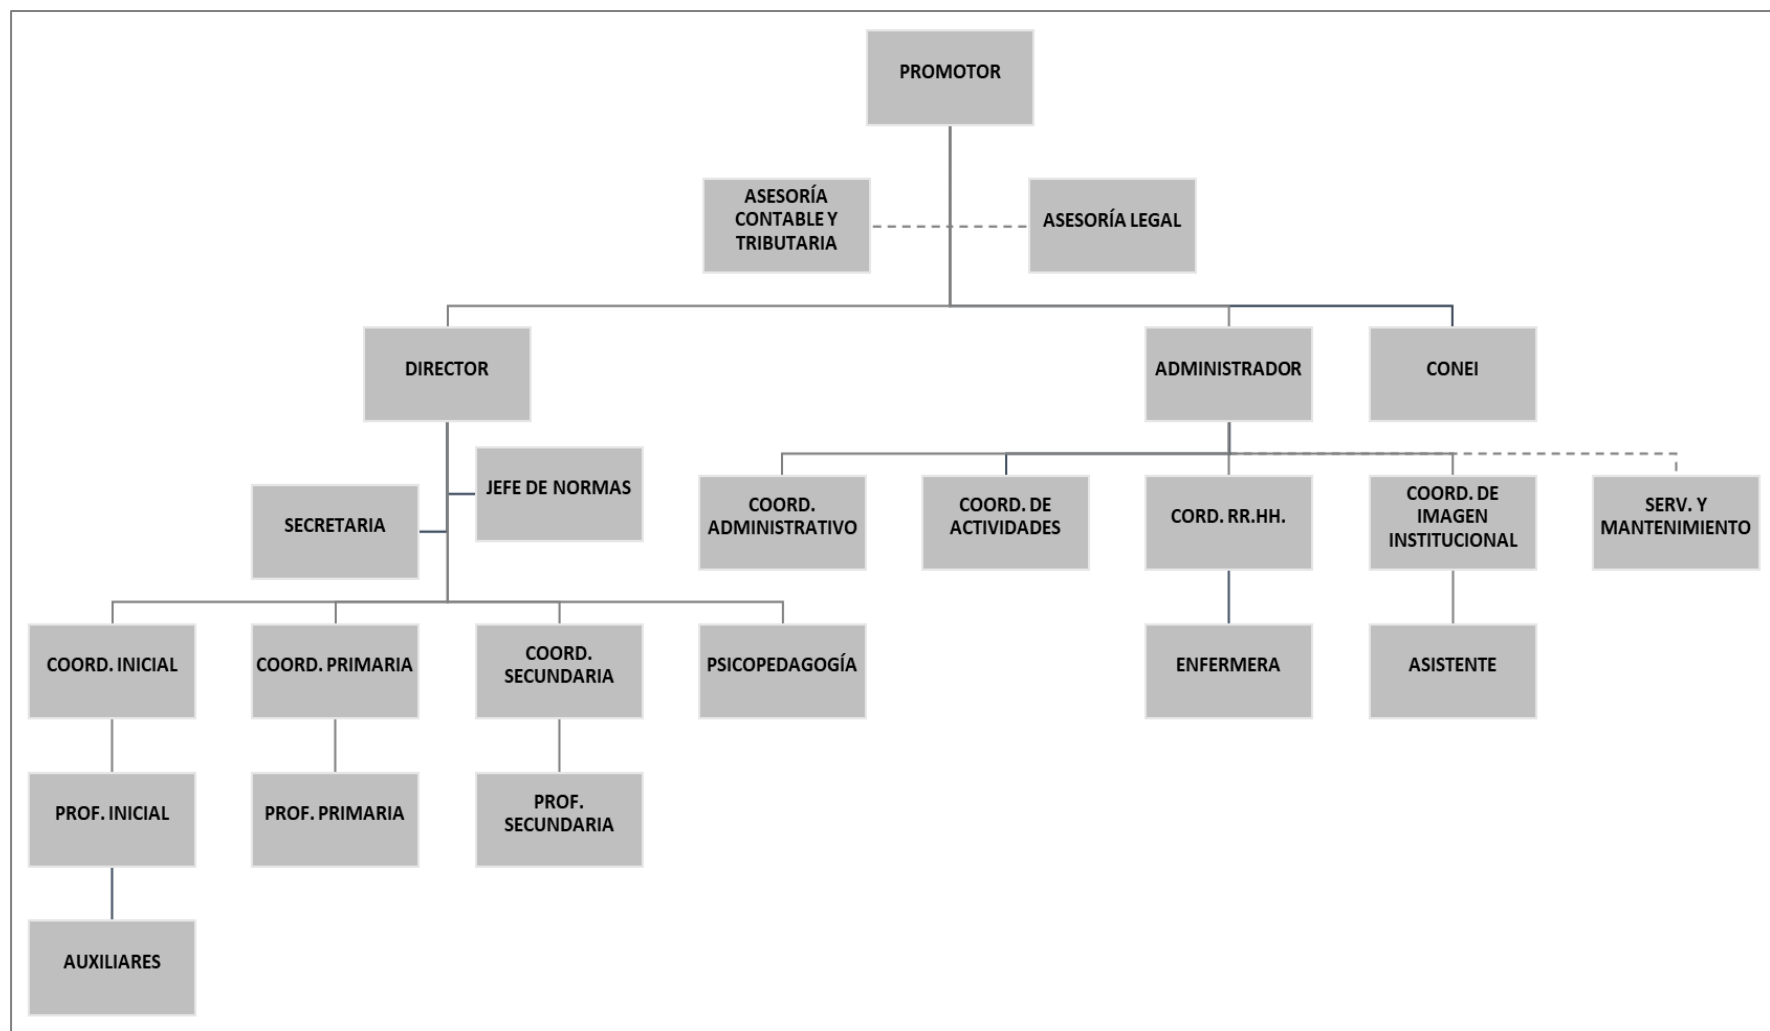 PROMOTOR
ASESORÍA
CONTABLE Y
TRIBUTARIA
ASESORÍA LEGAL
DIRECTOR
ADMINISTRADOR
CONEI
JEFE DE NORMAS
SECRETARIA
COORD.
ADMINISTRATIVO
COORD. DE
ACTIVIDADES
CORD. RR.HH.
COORD. DE
IMAGEN
INSTITUCIONAL
SERV. Y
MANTENIMIENTO
COORD. INICIAL
COORD. PRIMARIA
COORD.
SECUNDARIA
PSICOPEDAGOGÍA
ENFERMERA
ASISTENTE
PROF. INICIAL
PROF. PRIMARIA
PROF.
SECUNDARIA
AUXILIARES